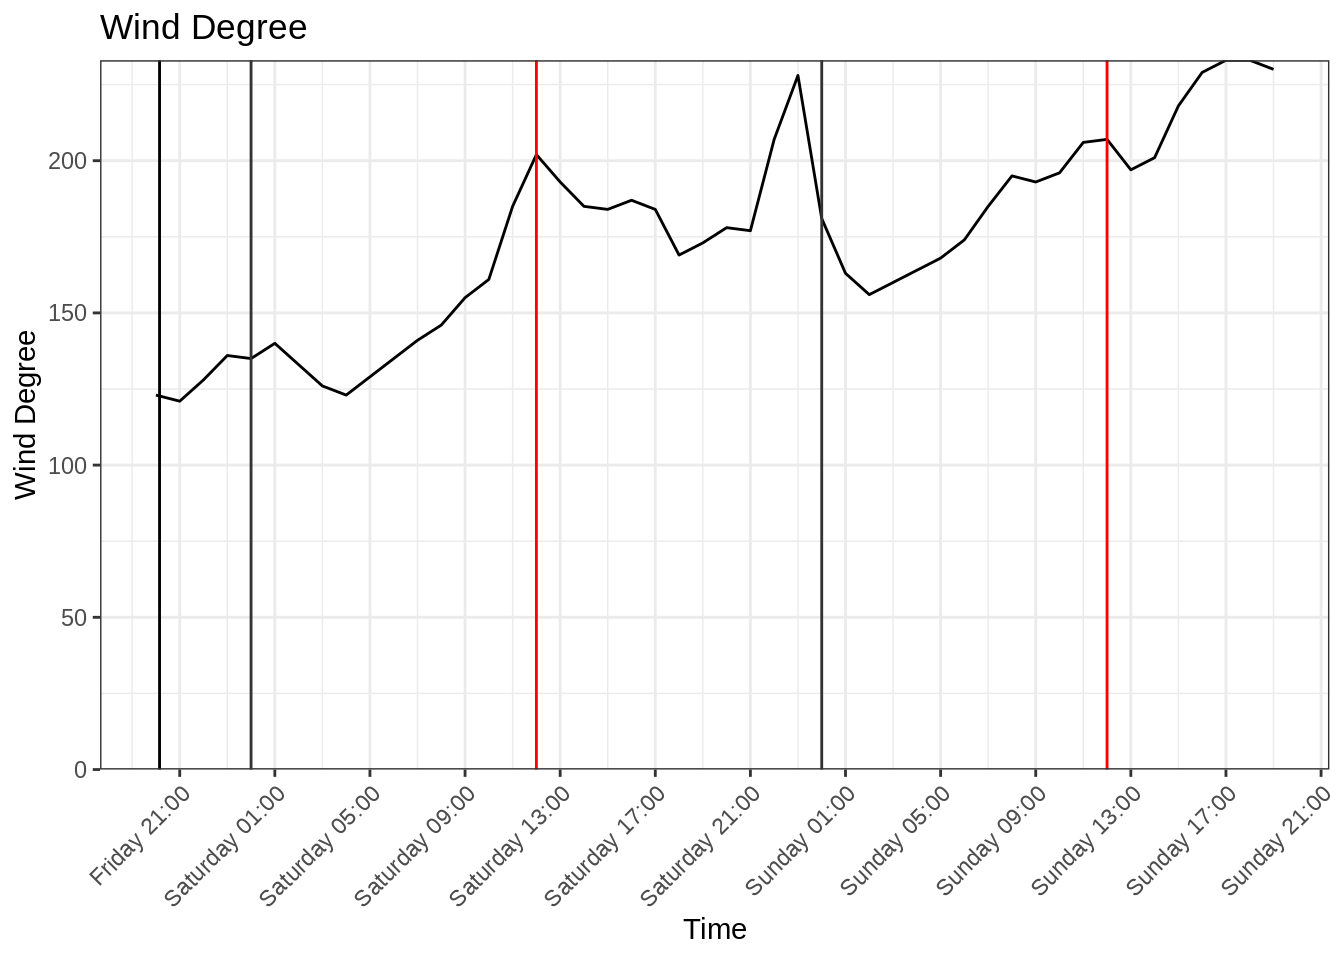 Wind Degree
Wind Degree
200
150
100
50
0
Friday 21:00
Saturday 01:00
Saturday 05:00
Saturday 09:00
Saturday 13:00
Saturday 17:00
Saturday 21:00
Sunday 01:00
Sunday 05:00
Sunday 09:00
Sunday 13:00
Sunday 17:00
Sunday 21:00
Time